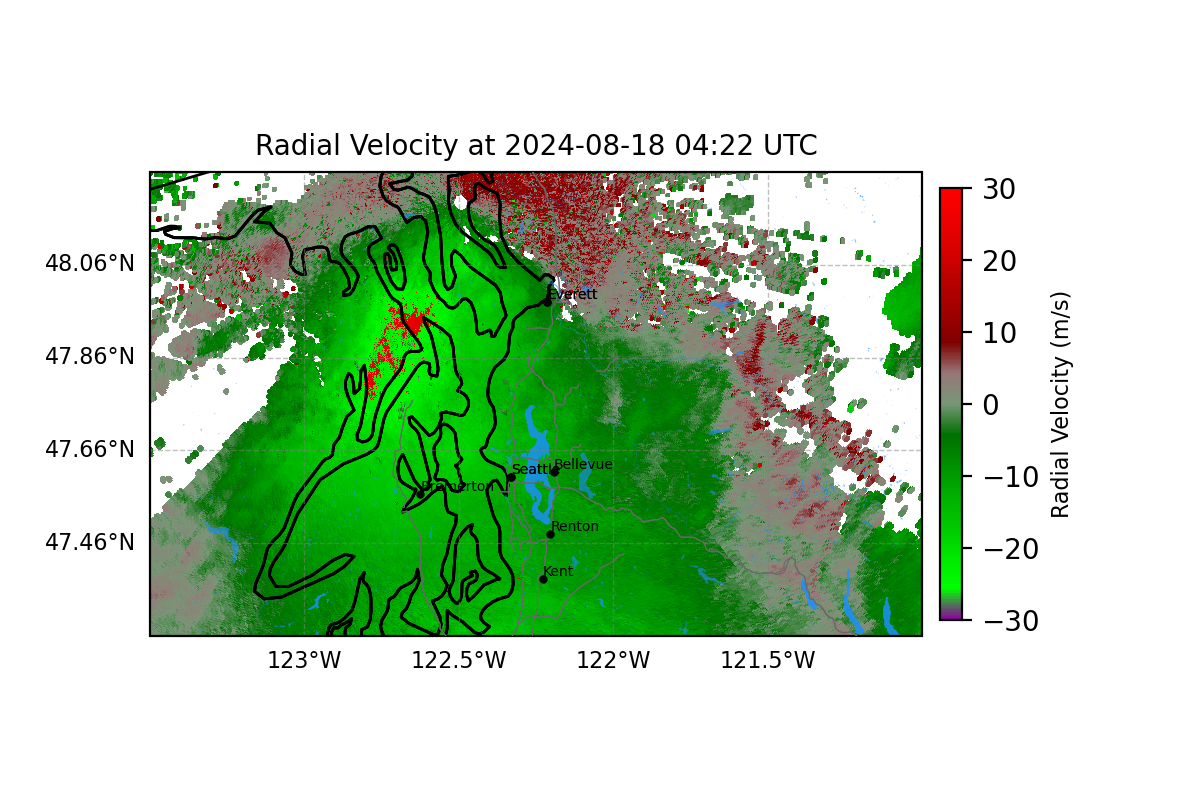 Radial Velocity at 2024-08-18 04:22 UTC
48.06°N
47.86°N
47.66°N
47.46°N
123°W
122.5°W
122°W
121.5°W
Everett
Seattle
Bellevue
Bremerton
Renton
Kent
30
20
10
0
−10
−20
−30
Radial Velocity (m/s)